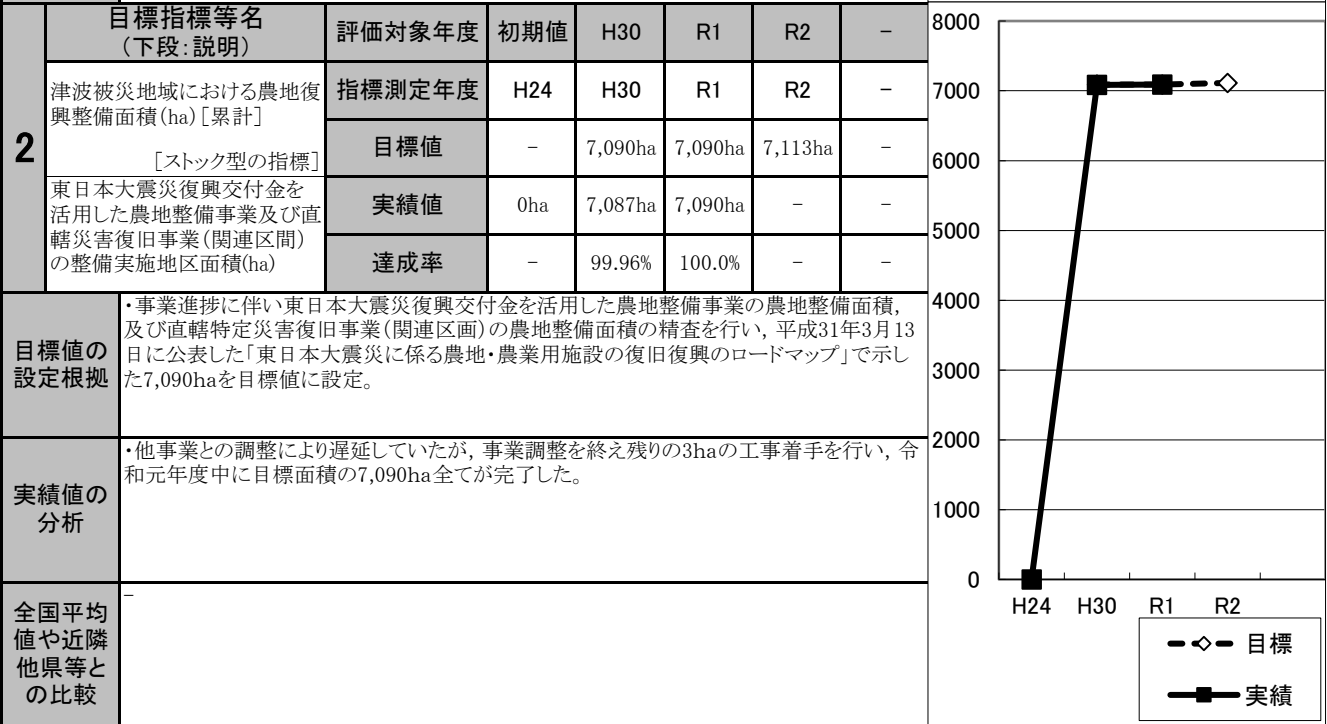 2
目標指標等名
(下段:説明)
評価対象年度 初期値 H30 R1 R2 -
津波被災地域における農地復
興整備面積(ha)[累計]
[ストック型の指標]
指標測定年度 H24 H30 R1 R2 -
目標値 - 7,090ha 7,090ha 7,113ha -
東日本大震災復興交付金を
活用した農地整備事業及び直
轄災害復旧事業(関連区間)
の整備実施地区面積(ha)
実績値 0ha 7,087ha 7,090ha - -
達成率 - 99.96% 100.0% - -
目標値の
設定根拠
・事業進捗に伴い東日本大震災復興交付金を活用した農地整備事業の農地整備面積,
及び直轄特定災害復旧事業(関連区画)の農地整備面積の精査を行い, 平成31年3月13
日に公表した「東日本大震災に係る農地・農業用施設の復旧復興のロードマップ」で示し
た7,090haを目標値に設定。
実績値の
分析
・他事業との調整により遅延していたが, 事業調整を終え残りの3haの工事着手を行い, 令
和元年度中に目標面積の7,090ha全てが完了した。
全国平均
値や近隣
他県等と
の比較
-
8000
7000
6000
5000
4000
3000
2000
1000
0
H24 H30 R1 R2
目標
実績